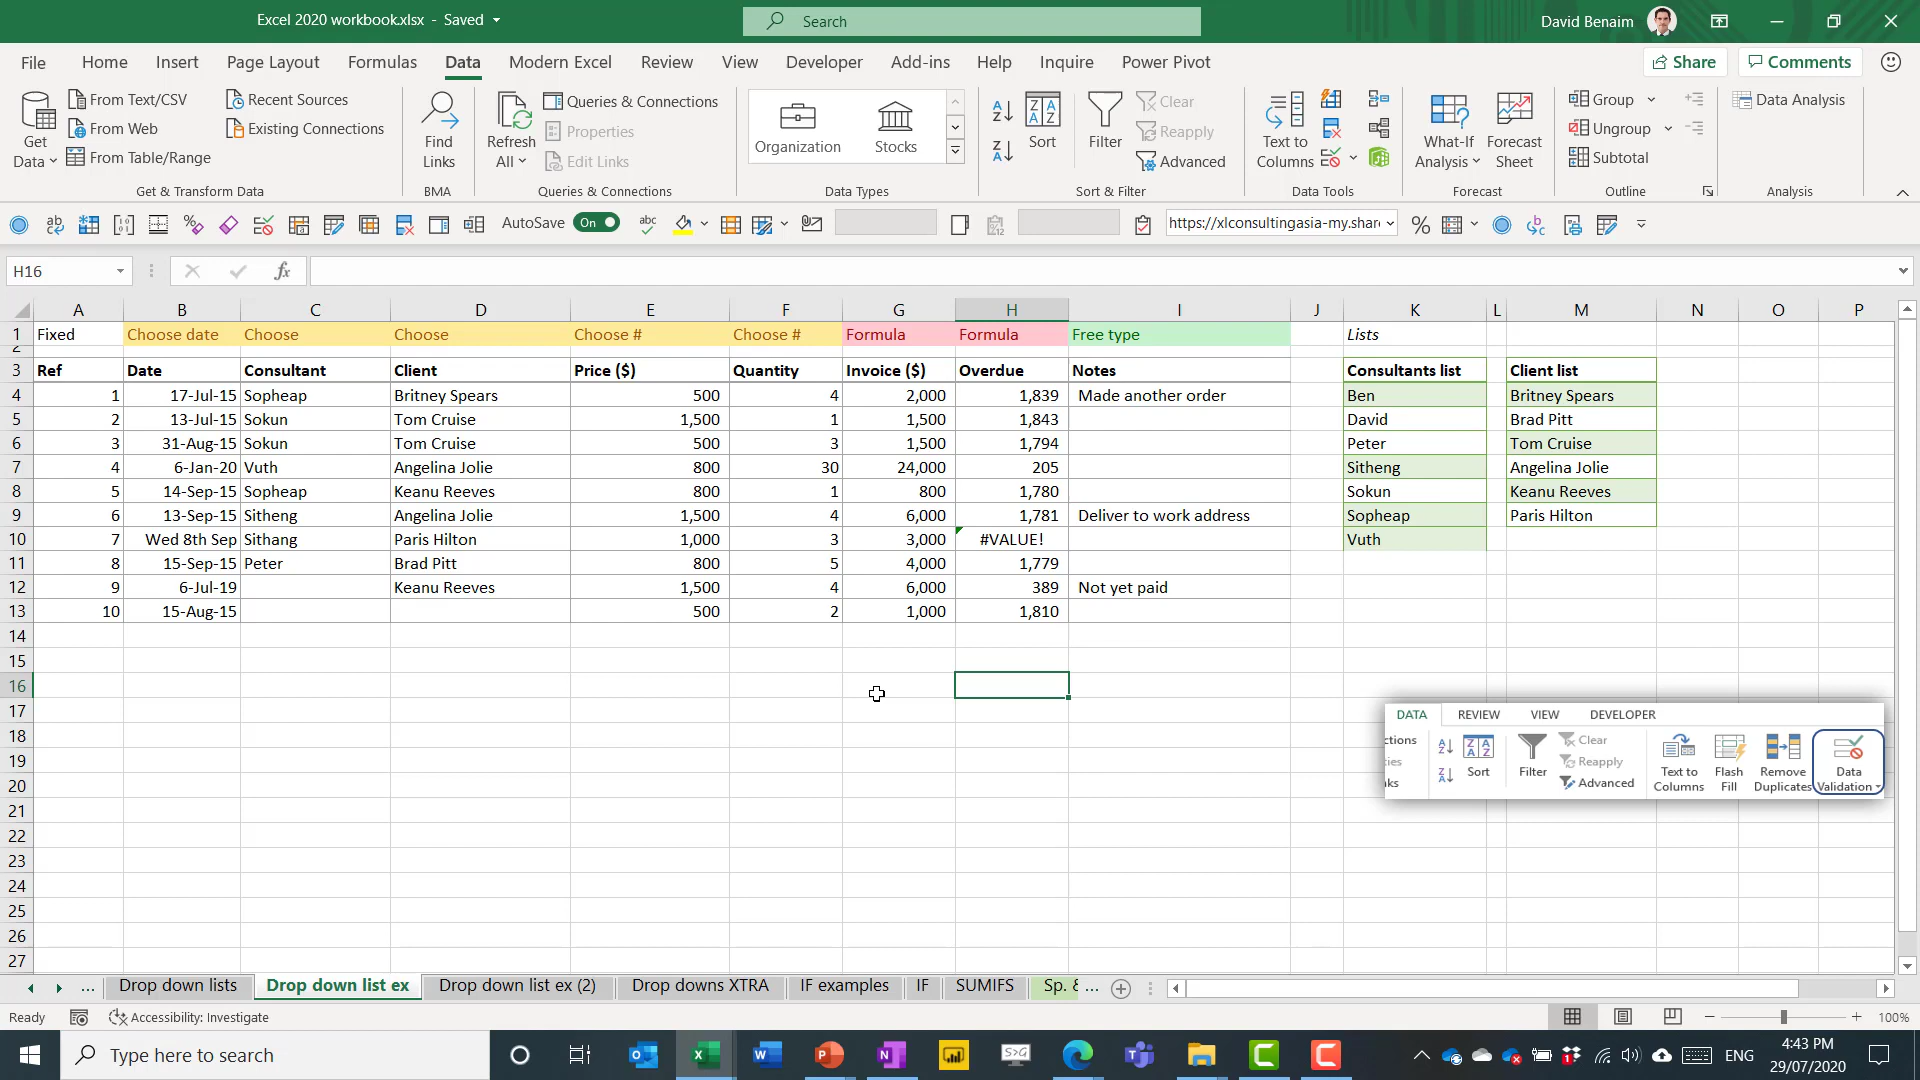 Excel 2020 workbook.xlsx - Saved
Search
David Benaim
File Home Insert Page Layout Formulas Data Modern Excel Review View Developer Add-ins Help Inquire Power Pivot Share Comments
Get Data
From Text/CSV
From Web
From Table/Range
Recent Sources
Existing Connections
Get & Transform Data
Find Links
BMA
Refresh All
Queries & Connections
Properties
Edit Links
Queries & Connections
Organization
Stocks
Data Types
Sort
Filter
Clear
Reapply
Advanced
Sort & Filter
Text to Columns
Data Tools
What-If Analysis
Forecast Sheet
Forecast
Group
Ungroup
Subtotal
Outline
Data Analysis
Analysis
AutoSave On
abc
https://xlconsultingasia-my.share
H16
fx
A B C D E F G H I J K L M N O P
1 Fixed Choose date Choose Choose Choose # Choose # Formula Formula Free type Lists
2
3 Ref Date Consultant Client Price ($) Quantity Invoice ($) Overdue Notes Consultants list Client list
4 1 17-Jul-15 Sopheap Britney Spears 500 4 2,000 1,839 Made another order Ben Britney Spears
5 2 13-Jul-15 Sokun Tom Cruise 1,500 1 1,500 1,843 David Brad Pitt
6 3 31-Aug-15 Sokun Tom Cruise 500 3 1,500 1,794 Peter Tom Cruise
7 4 6-Jan-20 Vuth Angelina Jolie 800 30 24,000 205 Sitheng Angelina Jolie
8 5 14-Sep-15 Sopheap Keanu Reeves 800 1 800 1,780 Sokun Keanu Reeves
9 6 13-Sep-15 Sitheng Angelina Jolie 1,500 4 6,000 1,781 Deliver to work address Sopheap Paris Hilton
10 7 Wed 8th Sep Sithang Paris Hilton 1,000 3 3,000 #VALUE! Vuth
11 8 15-Sep-15 Peter Brad Pitt 800 5 4,000 1,779
12 9 6-Jul-19 Keanu Reeves 1,500 4 6,000 389 Not yet paid
13 10 15-Aug-15 500 2 1,000 1,810
14
15
16
17
18
19
20
21
22
23
24
25
26
27
DATA REVIEW VIEW DEVELOPER
ctions
ies
ks
Sort
Filter
Clear
Reapply
Advanced
Text to Columns
Flash Fill
Remove Duplicates
Data Validation
... Drop down lists Drop down list ex Drop down list ex (2) Drop downs XTRA IF examples IF SUMIFS Sp. & ...
Ready Accessibility: Investigate 100%
Type here to search
ENG
4:43 PM
29/07/2020